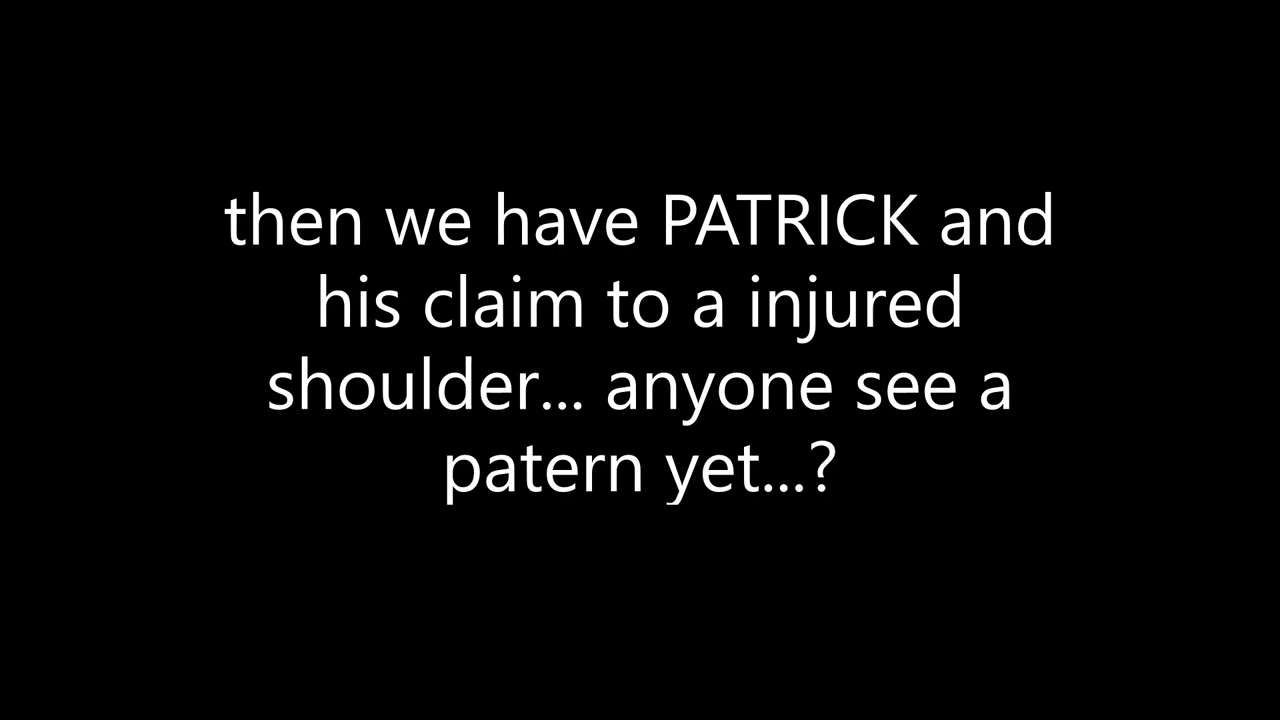 then we have PATRICK and
his claim to a injured
shoulder... anyone see a
patern yet...?